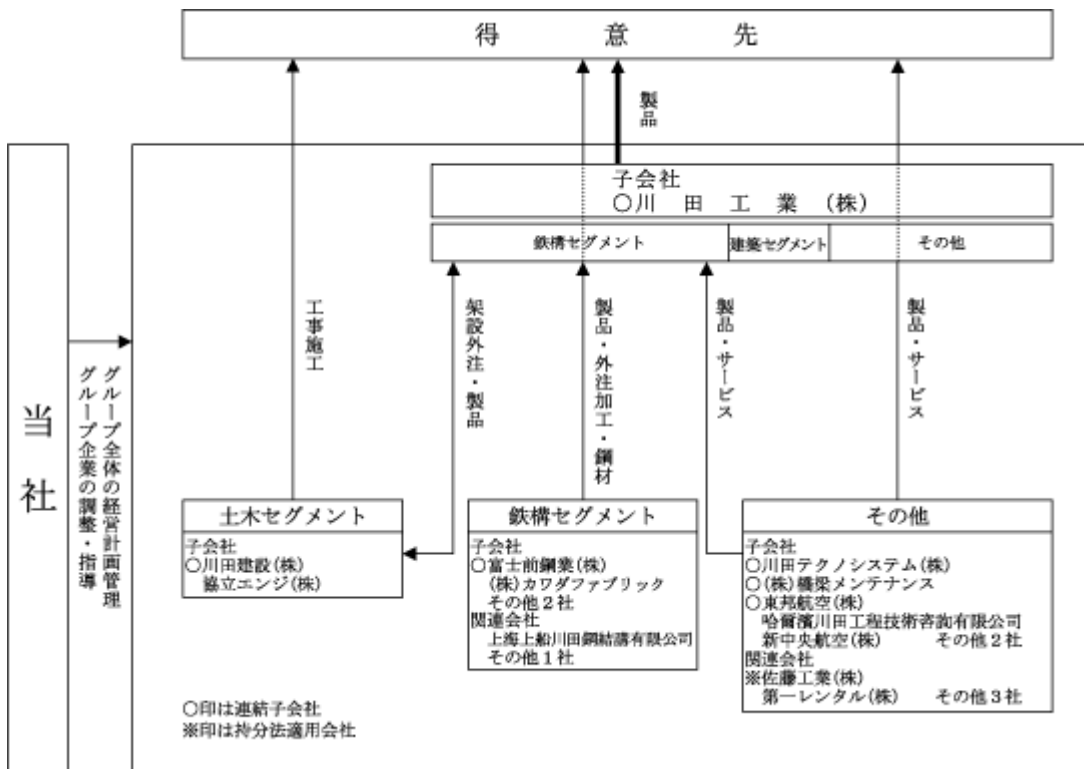 得意先
製品
子会社
○川田工業(株)
鉄構セグメント
建築セグメント
その他
工事施工
架設外注・製品
製品・外注加工・鋼材
製品・サービス
製品・サービス
当社
グループ全体の経営計画管理
グループ企業の調整・指導
土木セグメント
子会社
○川田建設(株)
協立エンジ(株)
鉄構セグメント
子会社
○富士前鋼業(株)
(株)カワダファブリック
その他2社
関連会社
上海上船川田鋼結講有限公司
その他1社
その他
子会社
○川田テクノシステム(株)
○(株)橋梁メンテナンス
○東邦航空(株)
哈爾濱川田工程技術咨詢有限公司
新中央航空(株) その他2社
関連会社
※佐藤工業(株)
第一レンタル(株) その他3社
○印は連結子会社
※印は持分法適用会社